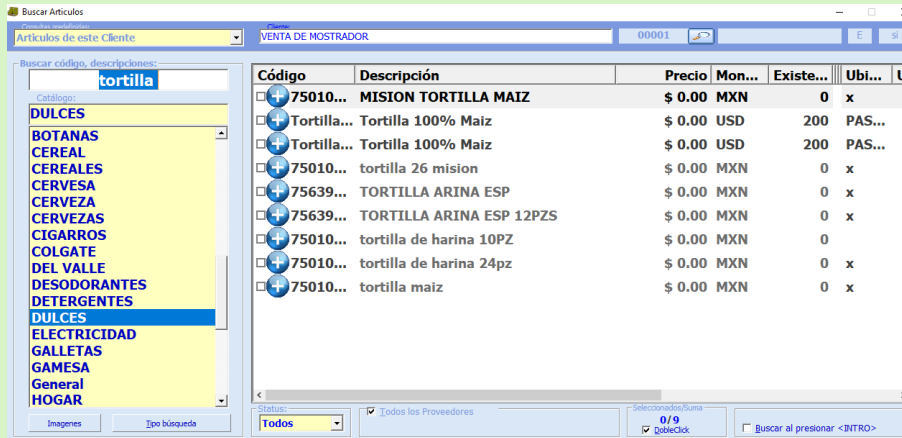 Buscar Articulos
Consultas predefinidas:
Articulos de este Cliente
Cliente:
VENTA DE MOSTRADOR
00001
E
si
Buscar código, descripciones:
tortilla
Catálogo:
DULCES
BOTANAS
CEREAL
CEREALES
CERVESA
CERVEZA
CERVEZAS
CIGARROS
COLGATE
DEL VALLE
DESODORANTES
DETERGENTES
DULCES
ELECTRICIDAD
GALLETAS
GAMESA
General
HOGAR
Imagenes
Tipo búsqueda
Código Descripción Precio Mon... Existe... Ubi... U
75010... MISION TORTILLA MAIZ $ 0.00 MXN 0 x
Tortilla... Tortilla 100% Maiz $ 0.00 USD 200 PAS...
Tortilla... Tortilla 100% Maiz $ 0.00 USD 200 PAS...
75010... tortilla 26 mision $ 0.00 MXN 0 x
75639... TORTILLA ARINA ESP $ 0.00 MXN 0 x
75639... TORTILLA ARINA ESP 12PZS $ 0.00 MXN 0 x
75010... tortilla de harina 10PZ $ 0.00 MXN 0
75010... tortilla de harina 24pz $ 0.00 MXN 0 x
75010... tortilla maiz $ 0.00 MXN 0 x
Status:
Todos
Todos los Proveedores
Seleccionados/Suma
0/9
DobleClick
Buscar al presionar <INTRO>